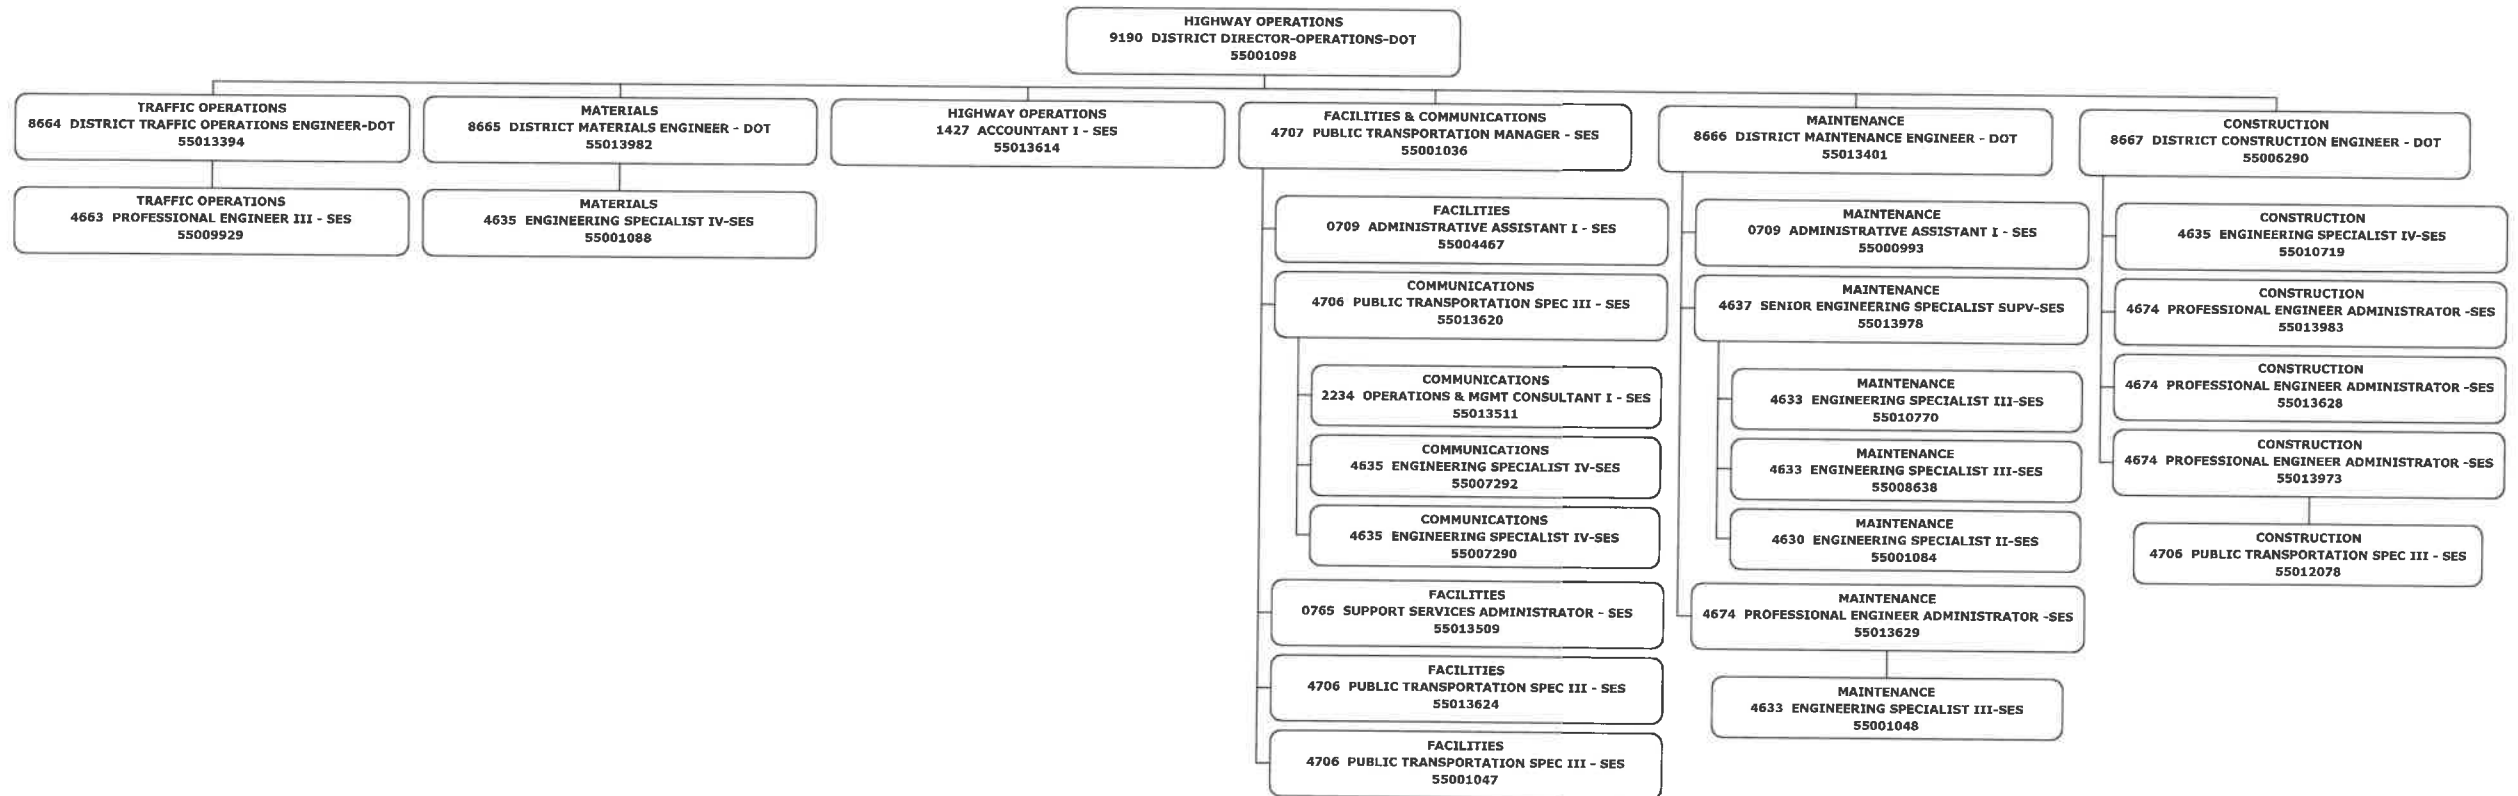 HIGHWAY OPERATIONS
9190 DISTRICT DIRECTOR-OPERATIONS-DOT
55001098
TRAFFIC OPERATIONS
8664 DISTRICT TRAFFIC OPERATIONS ENGINEER-DOT
55013394
TRAFFIC OPERATIONS
4663 PROFESSIONAL ENGINEER III - SES
55009929
MATERIALS
8665 DISTRICT MATERIALS ENGINEER - DOT
55013982
MATERIALS
4635 ENGINEERING SPECIALIST IV-SES
55001088
HIGHWAY OPERATIONS
1427 ACCOUNTANT I - SES
55013614
FACILITIES & COMMUNICATIONS
4707 PUBLIC TRANSPORTATION MANAGER - SES
55001036
FACILITIES
0709 ADMINISTRATIVE ASSISTANT I - SES
55004467
COMMUNICATIONS
4706 PUBLIC TRANSPORTATION SPEC III - SES
55013620
COMMUNICATIONS
2234 OPERATIONS & MGMT CONSULTANT I - SES
55013511
COMMUNICATIONS
4635 ENGINEERING SPECIALIST IV-SES
55007292
COMMUNICATIONS
4635 ENGINEERING SPECIALIST IV-SES
55007290
FACILITIES
0765 SUPPORT SERVICES ADMINISTRATOR - SES
55013509
FACILITIES
4706 PUBLIC TRANSPORTATION SPEC III - SES
55013624
FACILITIES
4706 PUBLIC TRANSPORTATION SPEC III - SES
55001047
MAINTENANCE
8666 DISTRICT MAINTENANCE ENGINEER - DOT
55013401
MAINTENANCE
0709 ADMINISTRATIVE ASSISTANT I - SES
55000993
MAINTENANCE
4637 SENIOR ENGINEERING SPECIALIST SUPV-SES
55013978
MAINTENANCE
4633 ENGINEERING SPECIALIST III-SES
55010770
MAINTENANCE
4633 ENGINEERING SPECIALIST III-SES
55008638
MAINTENANCE
4630 ENGINEERING SPECIALIST II-SES
55001084
MAINTENANCE
4674 PROFESSIONAL ENGINEER ADMINISTRATOR -SES
55013629
MAINTENANCE
4633 ENGINEERING SPECIALIST III-SES
55001048
CONSTRUCTION
8667 DISTRICT CONSTRUCTION ENGINEER - DOT
55006290
CONSTRUCTION
4635 ENGINEERING SPECIALIST IV-SES
55010719
CONSTRUCTION
4674 PROFESSIONAL ENGINEER ADMINISTRATOR -SES
55013983
CONSTRUCTION
4674 PROFESSIONAL ENGINEER ADMINISTRATOR -SES
55013628
CONSTRUCTION
4674 PROFESSIONAL ENGINEER ADMINISTRATOR -SES
55013973
CONSTRUCTION
4706 PUBLIC TRANSPORTATION SPEC III - SES
55012078